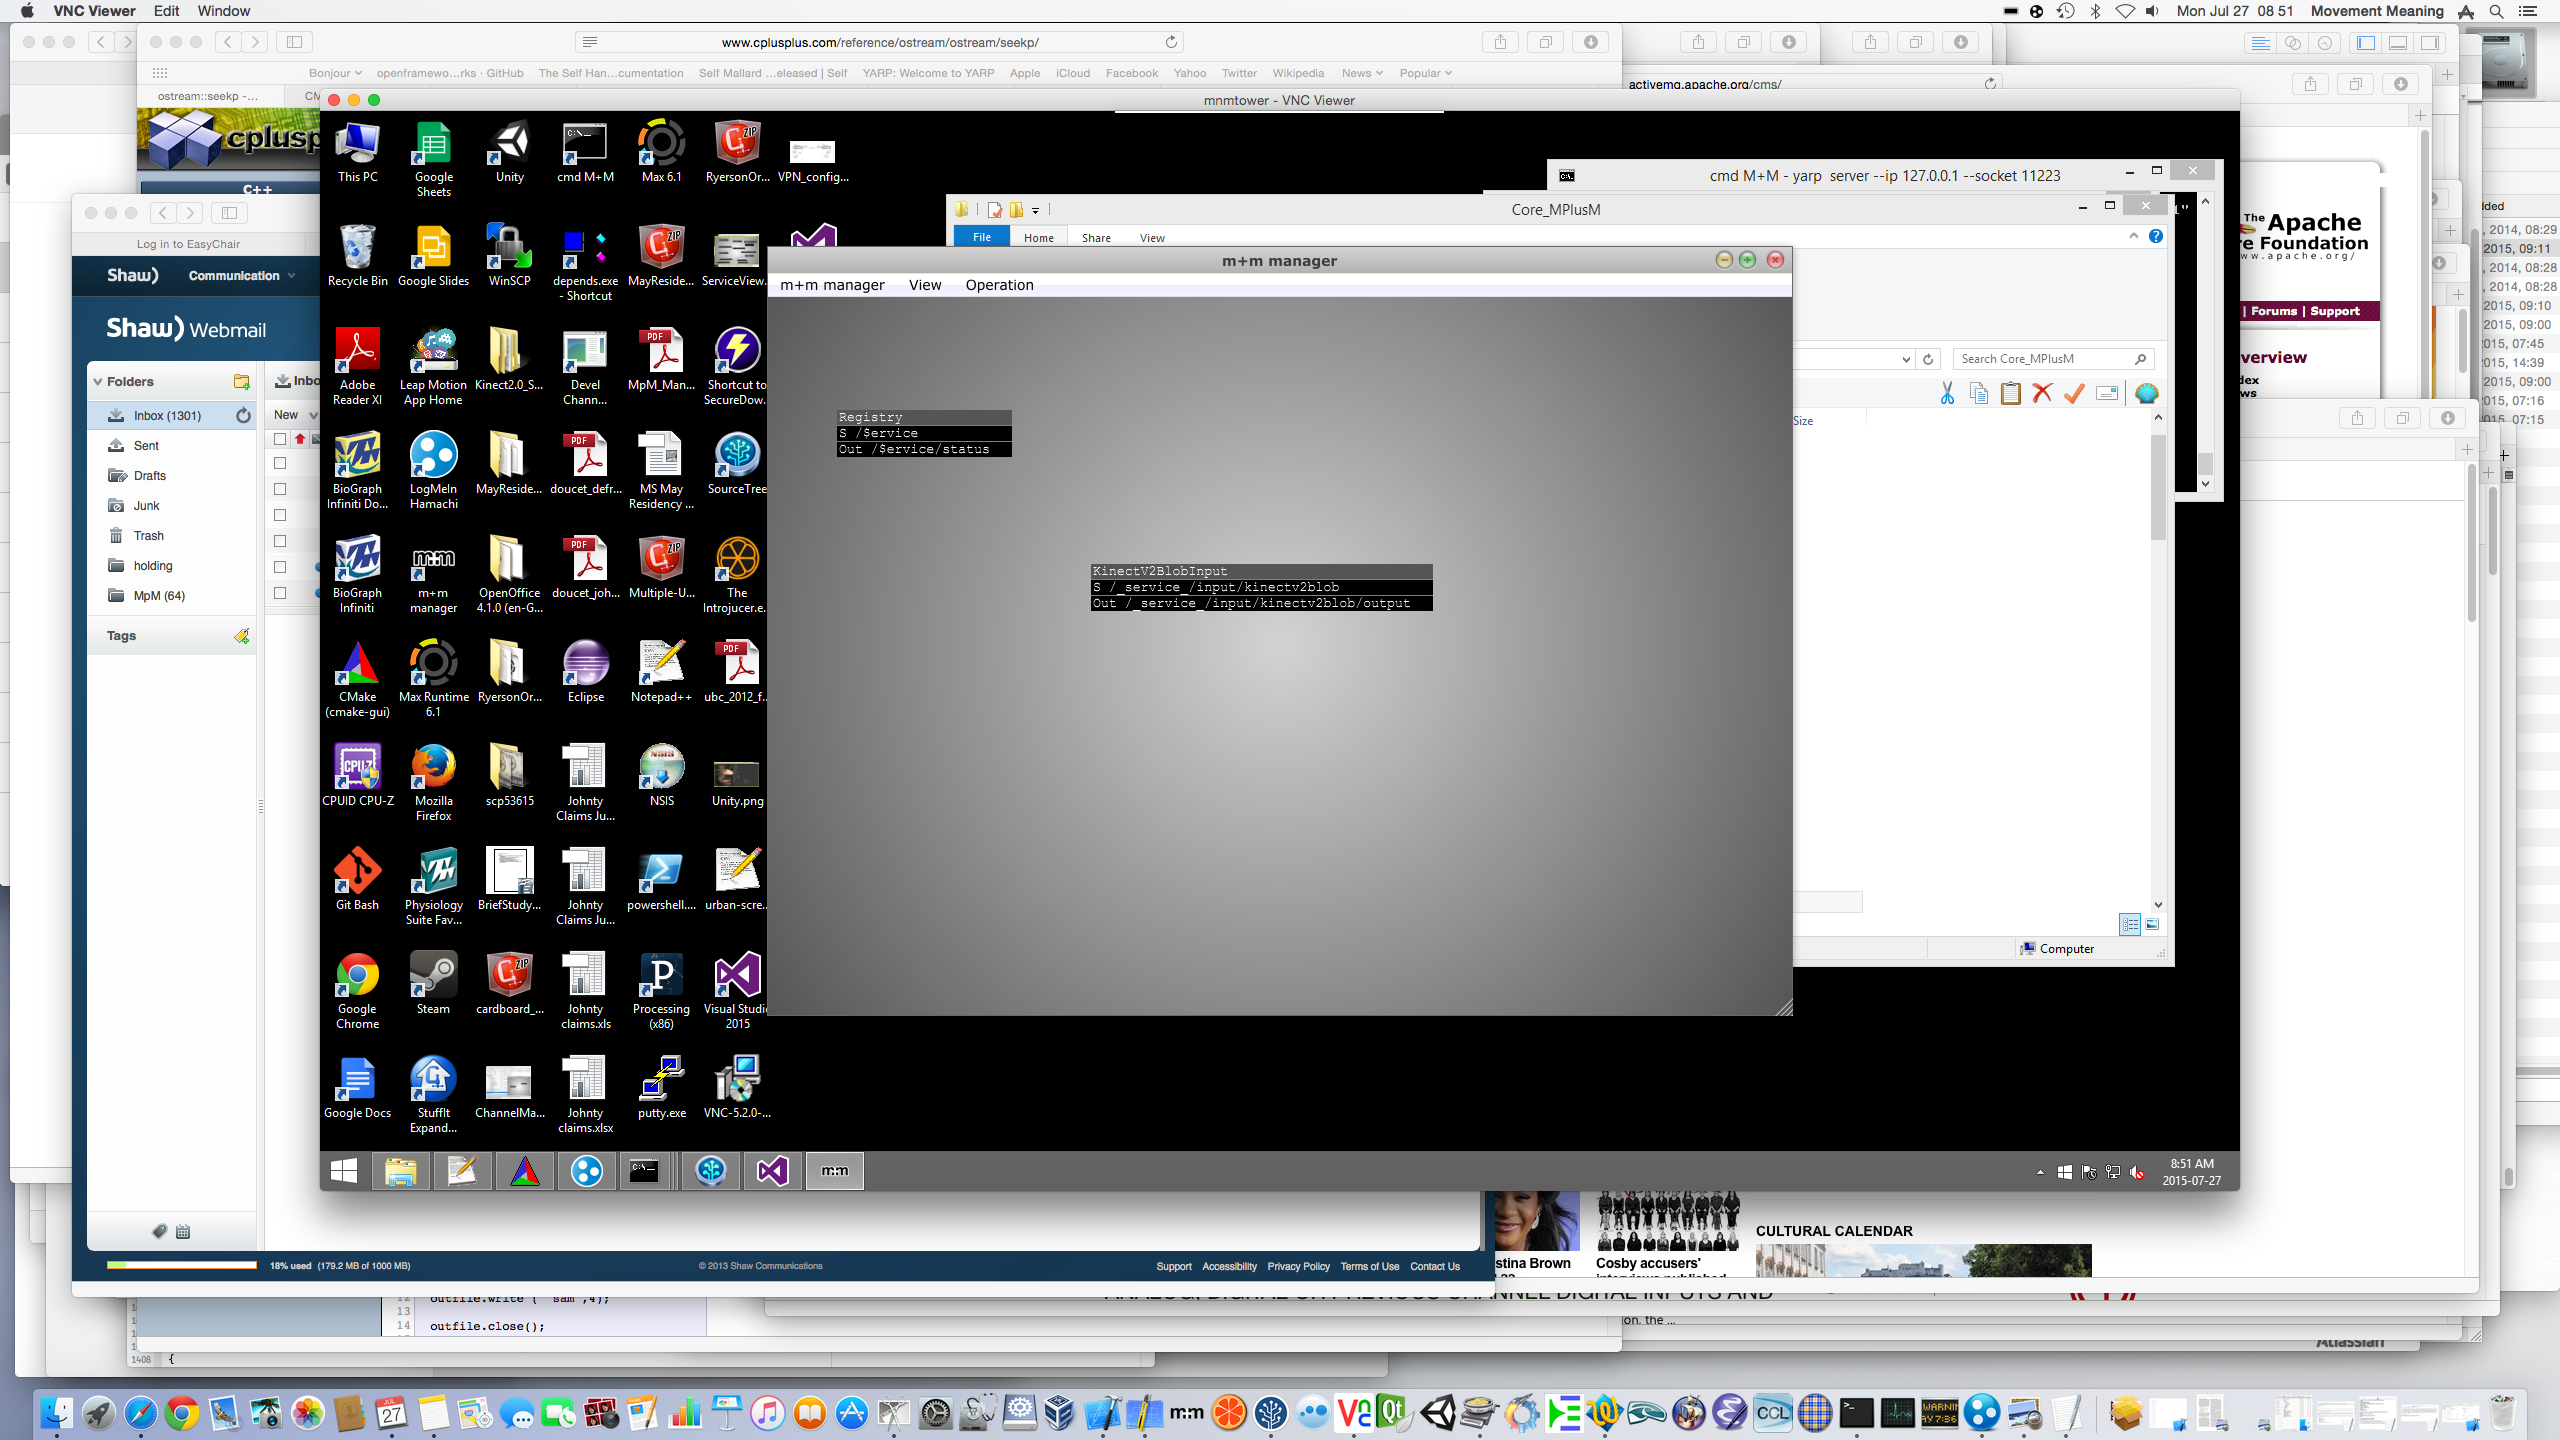 VNC Viewer Edit Window
Mon Jul 27 08 51 Movement Meaning
www.cplusplus.com/reference/ostream/ostream/seekp/
Bonjour openframewo...rks · GitHub The Self Han...cumentation Self Mallard ...eleased | Self YARP: Welcome to YARP Apple iCloud Facebook Yahoo Twitter Wikipedia News Popular
activemq.apache.org/cms/
ostream::seekp -...
mnmtower - VNC Viewer
C++
Log in to EasyChair
Shaw) Communication
Shaw) Webmail
Folders
Inbox (1301)
Sent
Drafts
Junk
Trash
holding
MpM (64)
Tags
New
18% used (179.2 MB of 1000 MB)
© 2013 Shaw Communications
Support Accessibility Privacy Policy Terms of Use Contact Us
This PC
Google Sheets
Unity
cmd M+M
Max 6.1
RyersonOr...
VPN_config...
Recycle Bin
Google Slides
WinSCP
depends.exe - Shortcut
MayReside...
ServiceView...
Adobe Reader XI
Leap Motion App Home
Kinect2.0_S...
Devel Chann...
MpM_Man...
Shortcut to SecureDow...
BioGraph Infiniti Do...
LogMeIn Hamachi
MayReside...
doucet_defr...
MS May Residency ...
SourceTree
BioGraph Infiniti
m+m manager
OpenOffice 4.1.0 (en-G...
doucet_joh...
Multiple-U...
The Introjucer.e...
CMake (cmake-gui)
Max Runtime 6.1
RyersonOr...
Eclipse
Notepad++
ubc_2012_f...
CPUID CPU-Z
Mozilla Firefox
scp53615
Johnty Claims Ju...
NSIS
Unity.png
Git Bash
Physiology Suite Fav...
BriefStudy...
Johnty Claims Ju...
powershell....
urban-scre...
Google Chrome
Steam
cardboard_...
Johnty claims.xls
Processing (x86)
Visual Studio 2015
Google Docs
StuffIt Expand...
ChannelMa...
Johnty claims.xlsx
putty.exe
VNC-5.2.0-...
cmd M+M - yarp server --ip 127.0.0.1 --socket 11223
Core_MPlusM
File Home Share View
Search Core_MPlusM
Size
Computer
m+m manager
m+m manager View Operation
Registry
S /$ervice
Out /$ervice/status
KinectV2BlobInput
S /_service_/input/kinectv2blob
Out /_service_/input/kinectv2blob/output
m:m
8:51 AM
2015-07-27
The Apache
re Foundation
www.apache.org/
| Forums | Support
verview
dex
ws
dded
, 2014, 08:29
2015, 09:11
, 2014, 08:28
, 2014, 08:28
2015, 09:10
2015, 09:00
2015, 07:45
2015, 14:39
2015, 09:00
2015, 07:16
2015, 07:15
stina Brown
Cosby accusers'
CULTURAL CALENDAR
ion, the ...
Atlassian
13
14 outfile.close();
1408 {